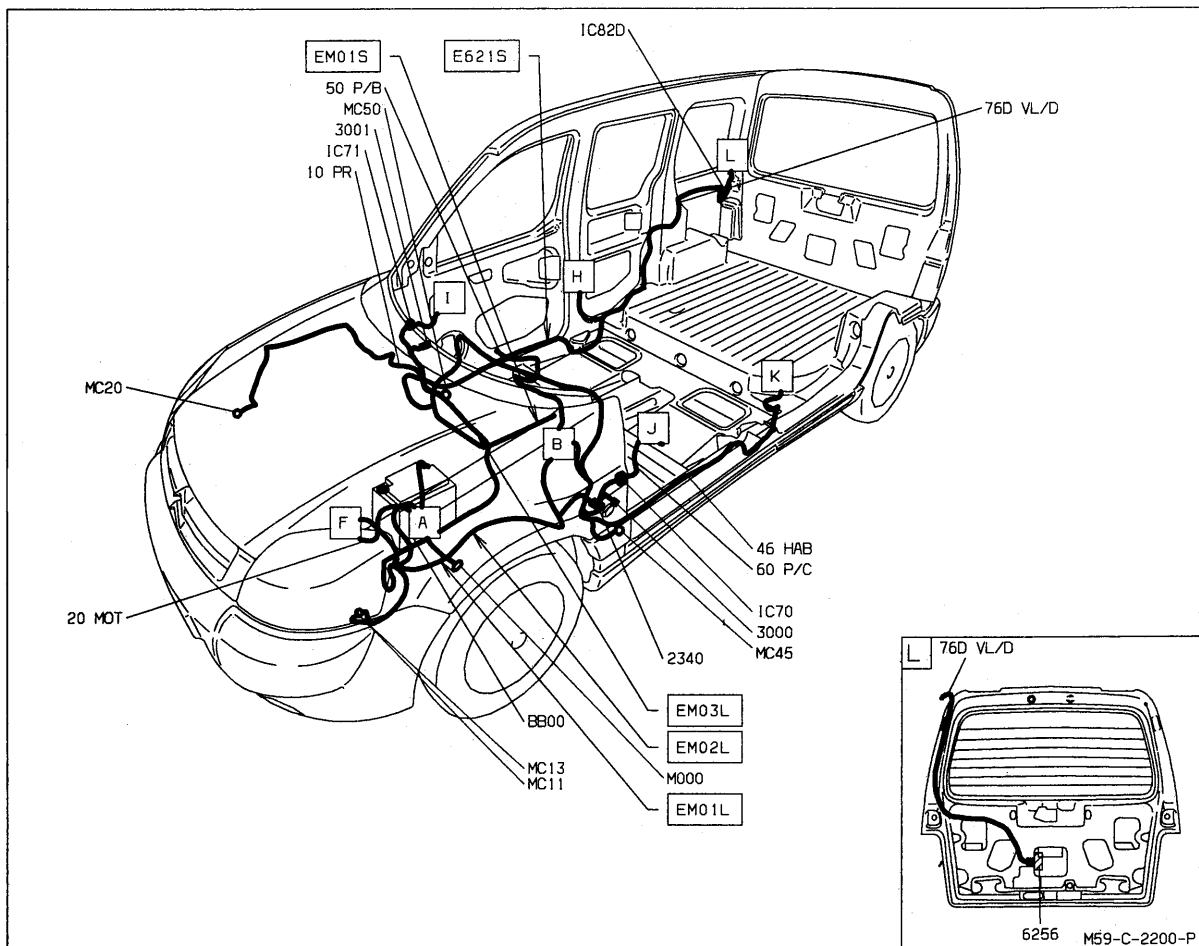 IC82D
EM01S
E621S
50 P/B
MC50
3001
IC71
10 PR
76D VL/D
L
H
I
MC20
K
B
J
F
A
46 HAB
60 P/C
20 MOT
IC70
3000
MC45
2340
L
76D VL/D
EM03L
BB00
EM02L
MC13
M000
MC11
EM01L
6256
M59-C-2200-P